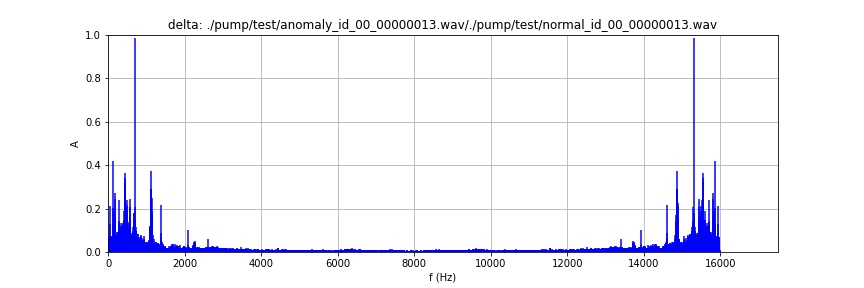 delta: ./pump/test/anomaly_id_00_00000013.wav/./pump/test/normal_id_00_00000013.wav
1.0
0.8
0.6
A
0.4
0.2
0.0
0 2000 4000 6000 8000 10000 12000 14000 16000
f (Hz)